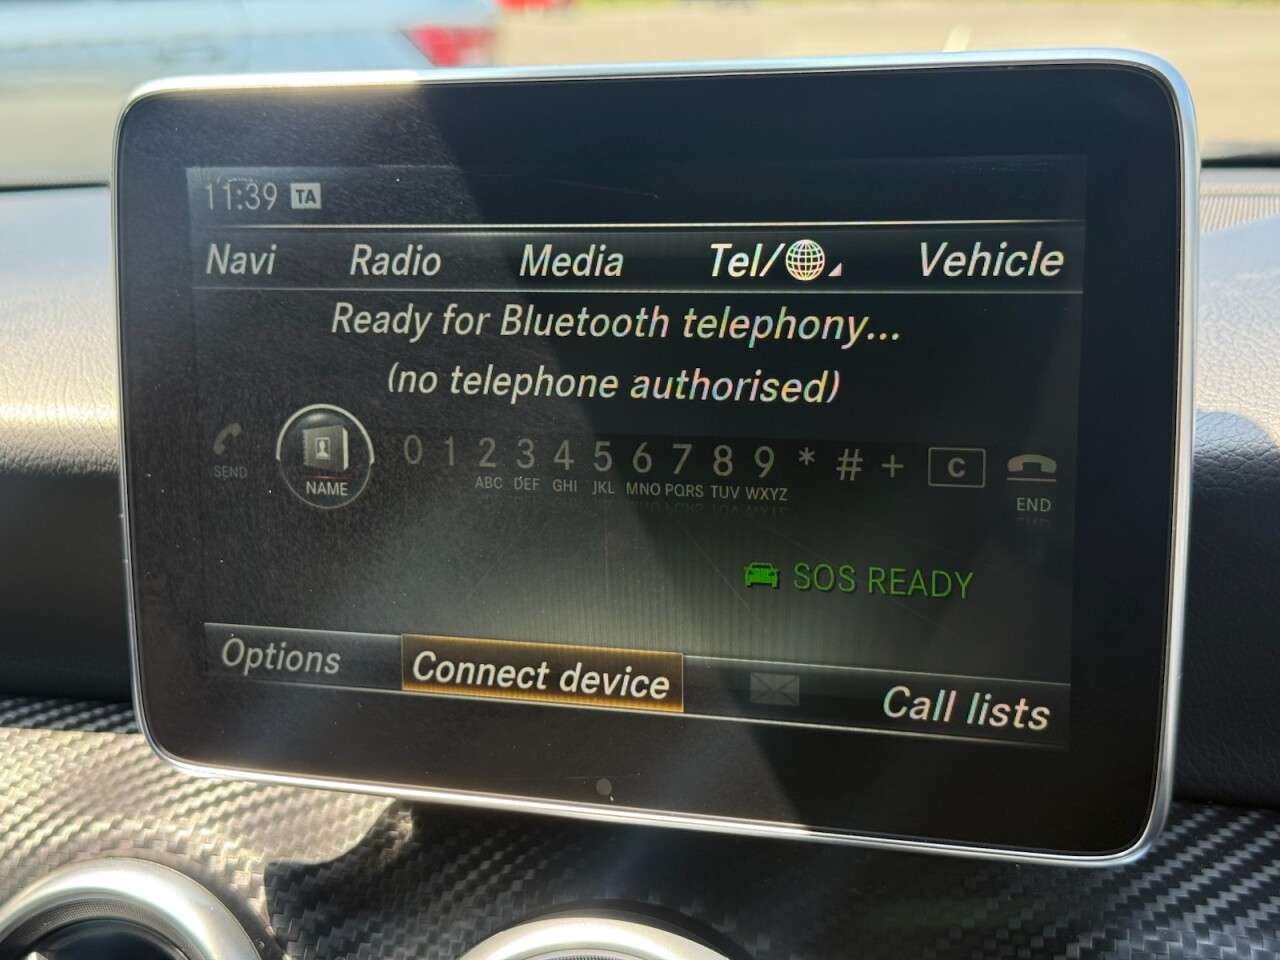 11:39 TA
Navi Radio Media Tel/ Vehicle
Ready for Bluetooth telephony...
(no telephone authorised)
0 1 2 3 4 5 6 7 8 9 * # + C
SEND NAME ABC DEF GHI JKL MNO PQRS TUV WXYZ END
SOS READY
Options Connect device Call lists